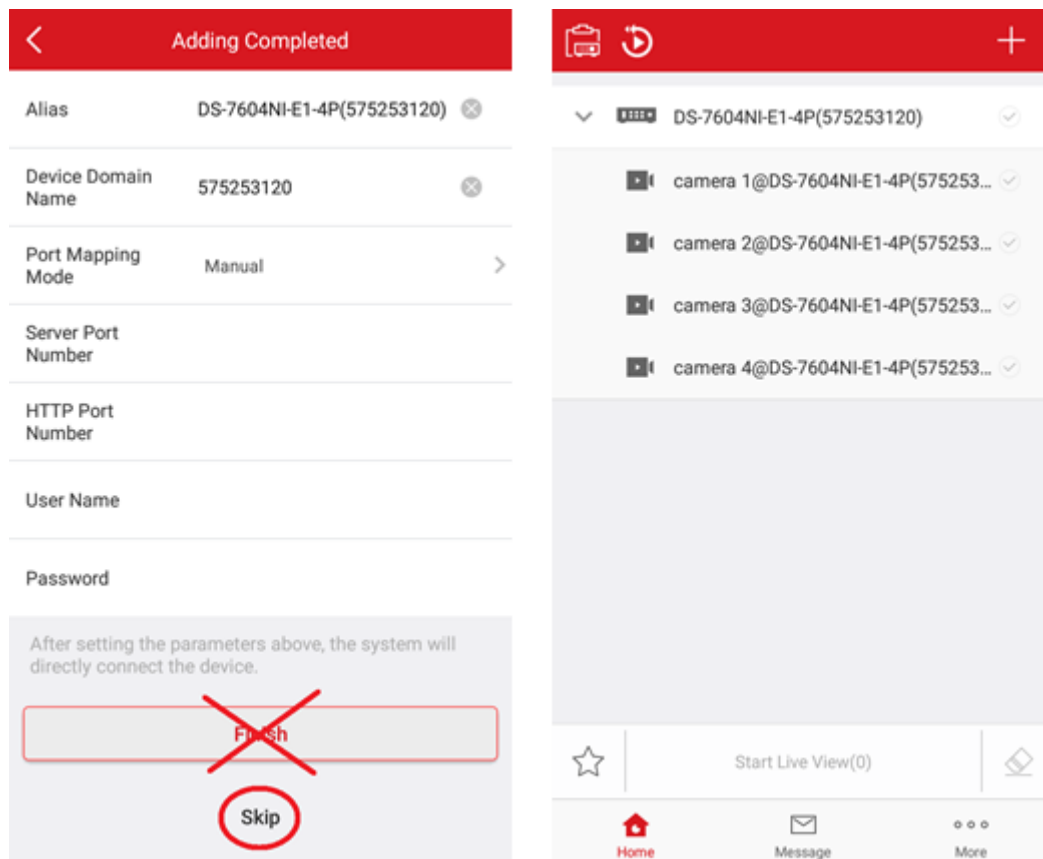 Adding Completed
Alias
DS-7604NI-E1-4P(575253120)
Device Domain
Name
575253120
Port Mapping
Mode
Manual
Server Port
Number
HTTP Port
Number
User Name
Password
After setting the parameters above, the system will
directly connect the device.
Finish
Skip
DS-7604NI-E1-4P(575253120)
camera 1@DS-7604NI-E1-4P(575253...
camera 2@DS-7604NI-E1-4P(575253...
camera 3@DS-7604NI-E1-4P(575253...
camera 4@DS-7604NI-E1-4P(575253...
Start Live View(0)
Home
Message
More